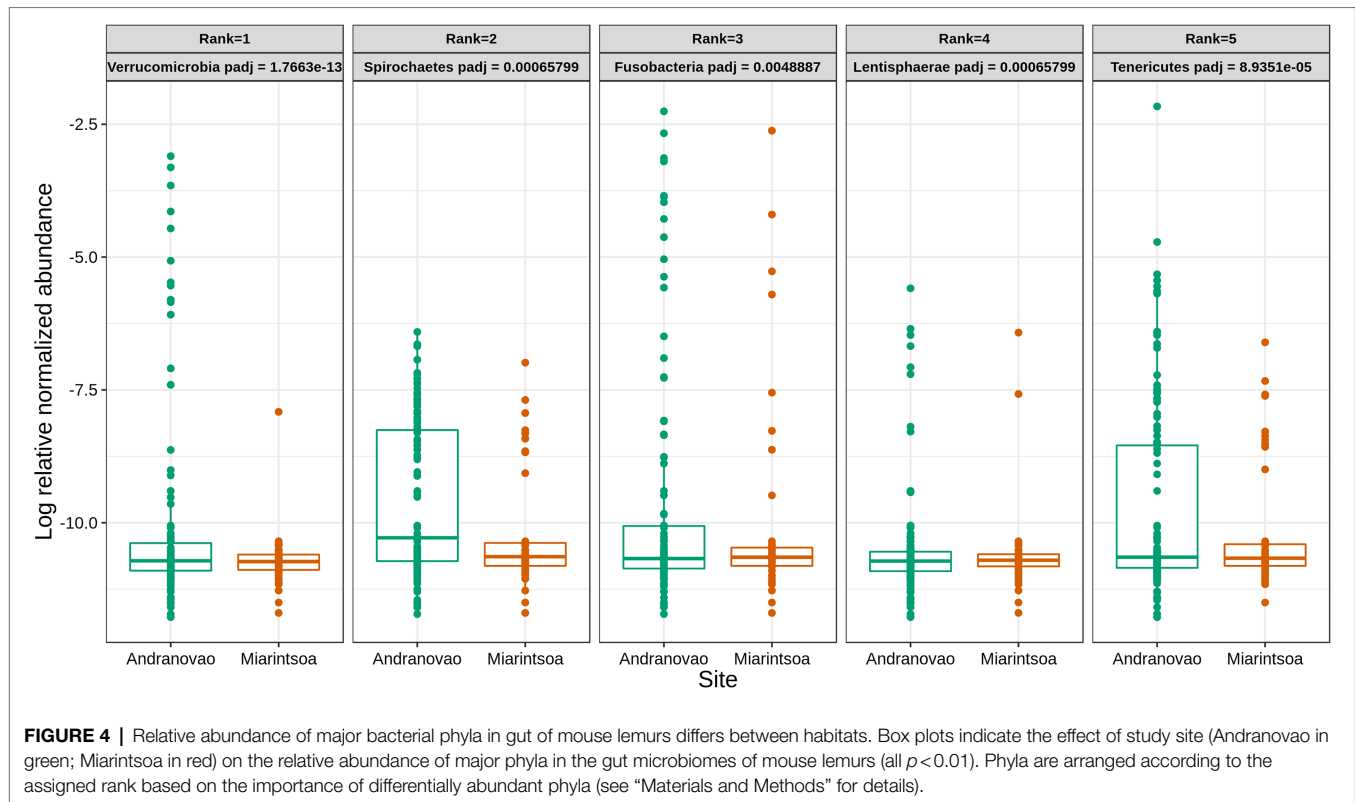 Rank=1 Rank=2 Rank=3 Rank=4 Rank=5
Verrucomicrobia padj = 1.7663e-13 Spirochaetes padj = 0.00065799 Fusobacteria padj = 0.0048887 Lentisphaerae padj = 0.00065799 Tenericutes padj = 8.9351e-05
Log relative normalized abundance
-2.5
-5.0
-7.5
-10.0
Andranovao Miarintsoa Andranovao Miarintsoa Andranovao Miarintsoa Andranovao Miarintsoa Andranovao Miarintsoa
Site
FIGURE 4 | Relative abundance of major bacterial phyla in gut of mouse lemurs differs between habitats. Box plots indicate the effect of study site (Andranovao in
green; Miarintsoa in red) on the relative abundance of major phyla in the gut microbiomes of mouse lemurs (all p<0.01). Phyla are arranged according to the
assigned rank based on the importance of differentially abundant phyla (see “Materials and Methods” for details).